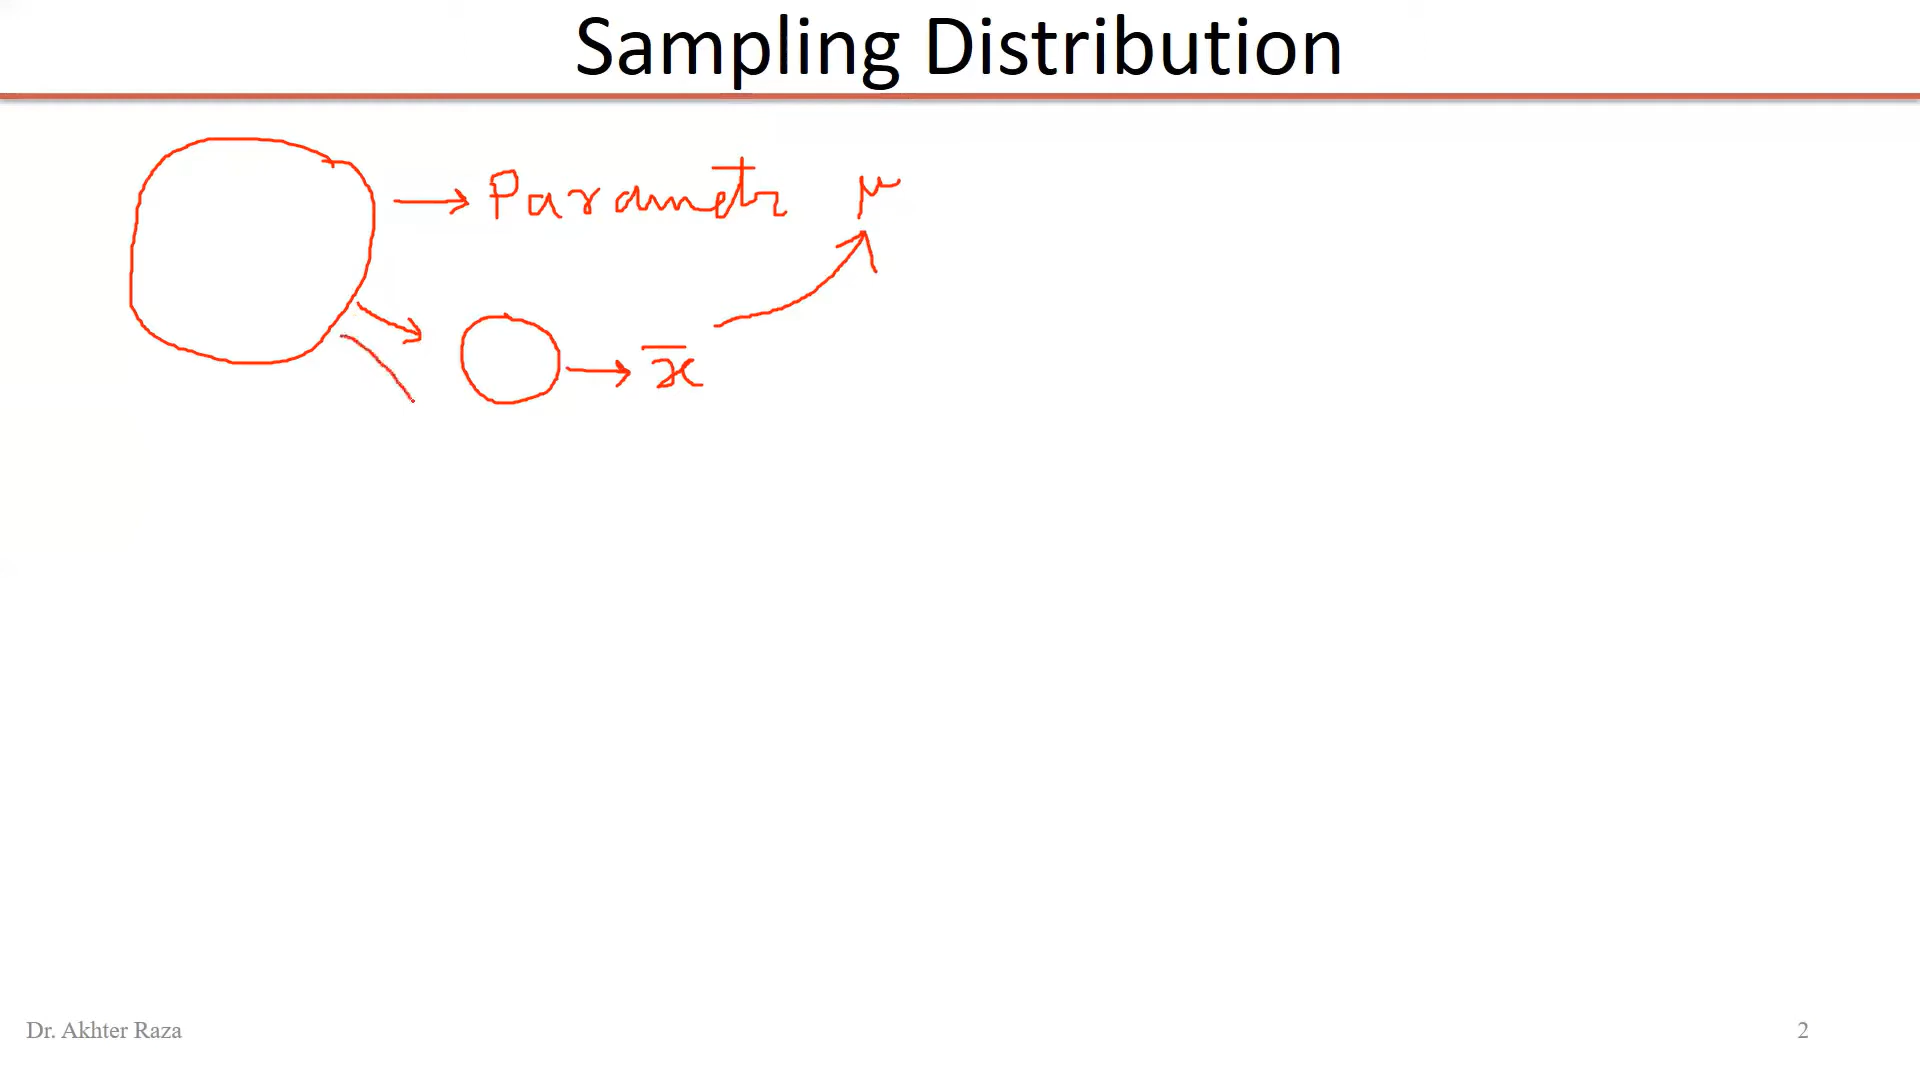 Sampling Distribution
Parametr μ
x̄
Dr. Akhter Raza
2